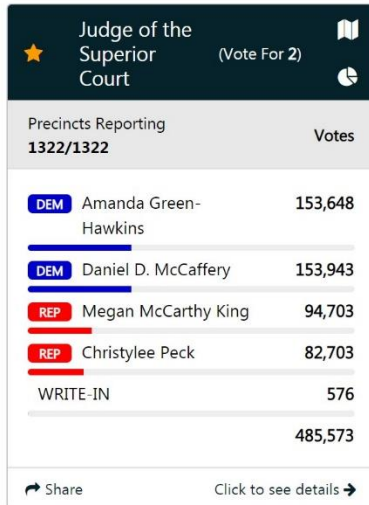 Judge of the
Superior
Court
(Vote For 2)
Precincts Reporting
1322/1322
Votes
DEM Amanda Green-
Hawkins
153,648
DEM Daniel D. McCaffery 153,943
REP Megan McCarthy King 94,703
REP Christylee Peck 82,703
WRITE-IN 576
485,573
Share Click to see details